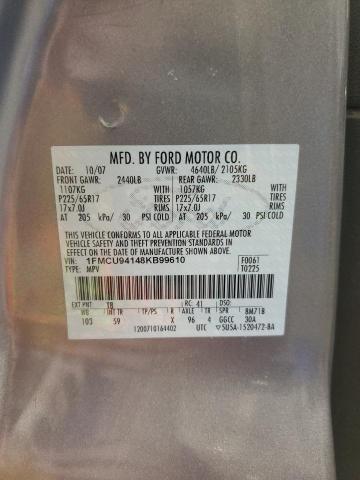 MFD. BY FORD MOTOR CO.
DATE: 10/07 GVWR: 4640LB/ 2105KG
FRONT GAWR: 2440LB REAR GAWR: 2330LB
1107KG WITH 1057KG WITH
P225/65R17 TIRES P225/65R17 TIRES
17x7.0J RIMS 17x7.0J RIMS
AT 205 kPa/ 30 PSI COLD AT 205 kPa/ 30 PSI COLD
THIS VEHICLE CONFORMS TO ALL APPLICABLE FEDERAL MOTOR
VEHICLE SAFETY AND THEFT PREVENTION STANDARDS IN EFFECT
ON THE DATE OF MANUFACTURE SHOWN ABOVE.
VIN: 1FMCU94148KB99610 F0061
TYPE: MPV T0225
EXT PNT: TB RC: 41 DSO:
WB INT TR TP/PS R AXLE TR SPR BM71B
103 59 X 96 4 GGCC 30A
1200710164402 UTC 5U5A-1520472-BA